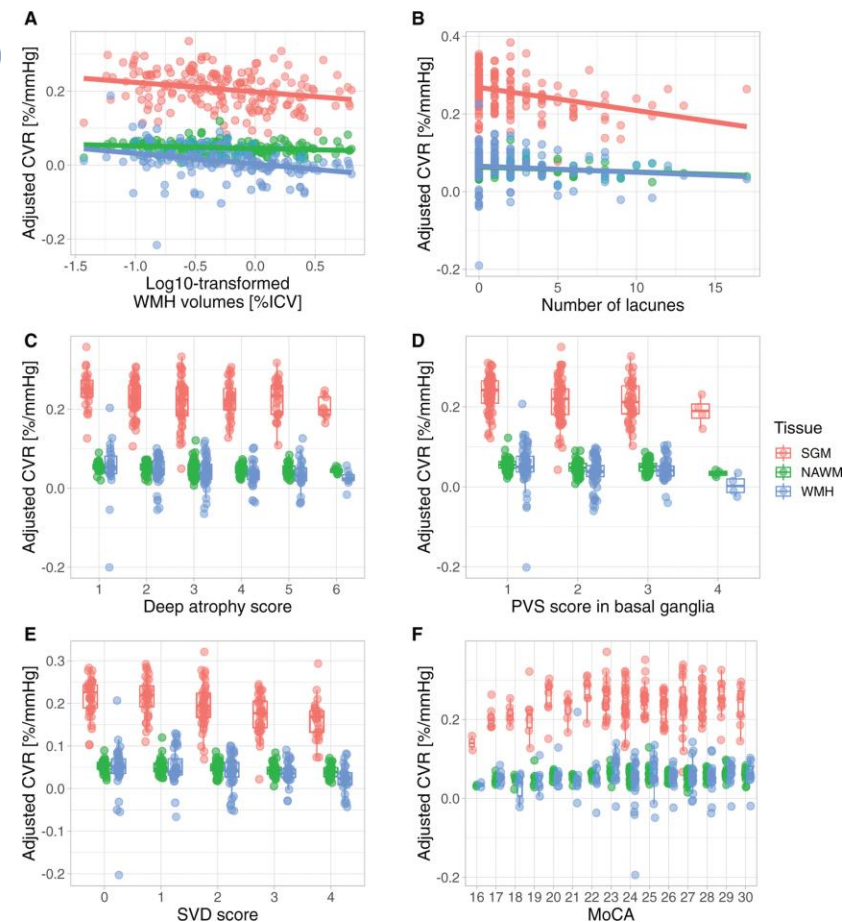 A
Adjusted CVR [%/mmHg]
0.2
0.0
-0.2
-1.5 -1.0 -0.5 0.0 0.5
Log10-transformed
WMH volumes [%ICV]
B
Adjusted CVR [%/mmHg]
0.4
0.2
0.0
-0.2
0 5 10 15
Number of lacunes
C
Adjusted CVR [%/mmHg]
0.2
0.0
-0.2
1 2 3 4 5 6
Deep atrophy score
D
Adjusted CVR [%/mmHg]
0.2
0.0
-0.2
1 2 3 4
PVS score in basal ganglia
Tissue
SGM
NAWM
WMH
E
Adjusted CVR [%/mmHg]
0.3
0.2
0.1
0.0
-0.1
-0.2
0 1 2 3 4
SVD score
F
Adjusted CVR [%/mmHg]
0.2
0.0
-0.2
16 17 18 19 20 21 22 23 24 25 26 27 28 29 30
MoCA